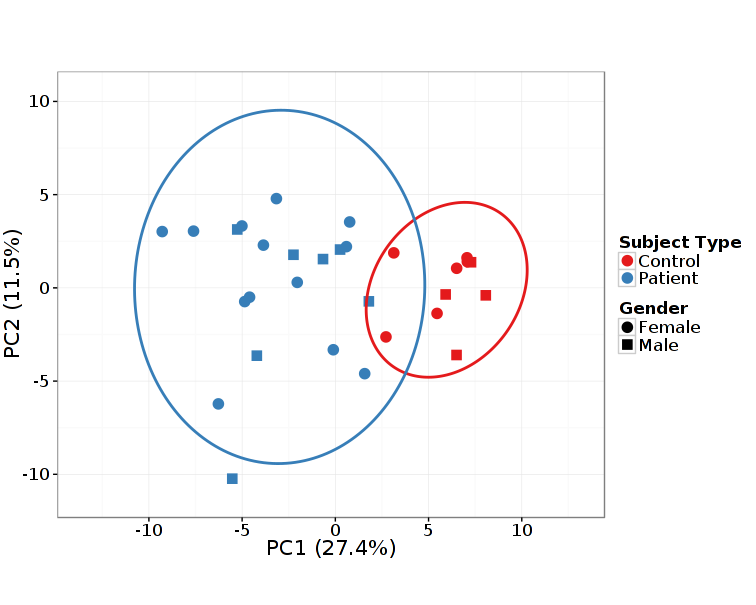 10
5
0
-5
-10
PC2 (11.5%)
-10
-5
0
5
10
PC1 (27.4%)
Subject Type
Control
Patient
Gender
Female
Male